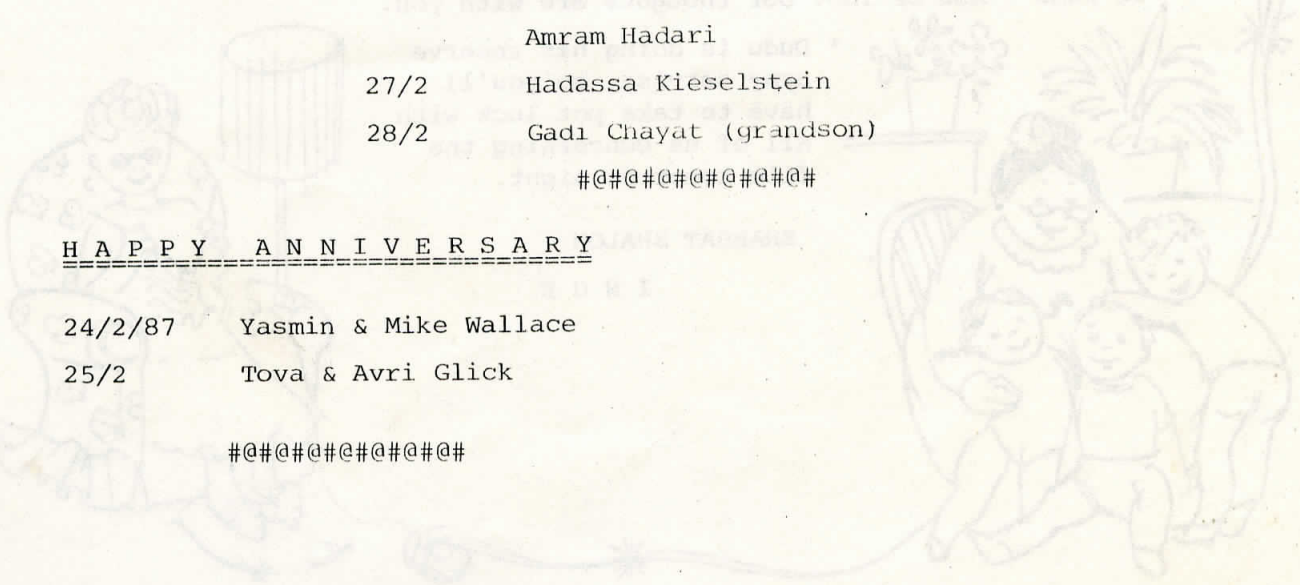 Amram Hadari
27/2 Hadassa Kieselstein
28/2 Gadi Chayat (grandson)
#@#@#@#@#@#@#@#
H A P P Y A N N I V E R S A R Y
24/2/87 Yasmin & Mike Wallace
25/2 Tova & Avri Glick
#@#@#@#@#@#@#@#